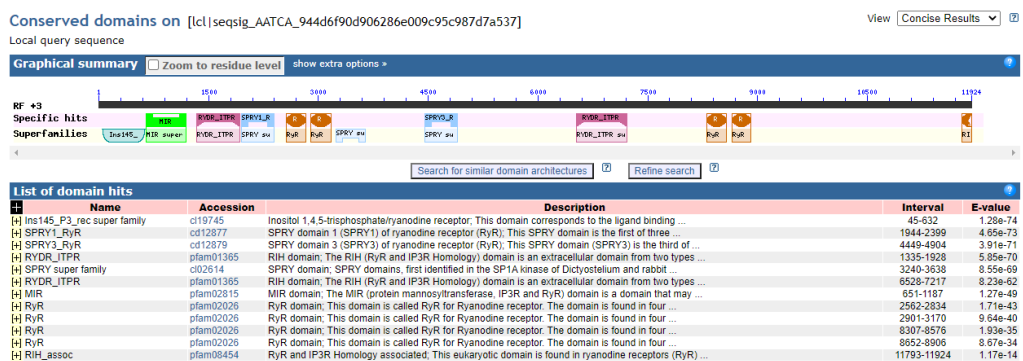 Conserved domains on [lcl|seqsig_AATCA_944d6f90d906286e009c95c987d7a537]
View Concise Results ?
Local query sequence
Graphical summary Zoom to residue level show extra options » ?
1 1500 3000 4500 6000 7500 9000 10500 11924
RF +3
Specific hits MIR RYDR_ITPR SPRY1_R R R SPRY3_R RYDR_ITPR R R
Superfamilies Ins145_ MIR super RYDR_ITPR SPRY su RyR RyR SPRY su SPRY su RYDR_ITPR su RyR RyR RI
Search for similar domain architectures ? Refine search ?
List of domain hits ?
+ Name Accession Description Interval E-value
[+] Ins145_P3_rec super family cl19745 Inositol 1,4,5-trisphosphate/ryanodine receptor; This domain corresponds to the ligand binding ... 45-632 1.28e-74
[+] SPRY1_RyR cd12877 SPRY domain 1 (SPRY1) of ryanodine receptor (RyR); This SPRY domain is the first of three ... 1944-2399 4.65e-73
[+] SPRY3_RyR cd12879 SPRY domain 3 (SPRY3) of ryanodine receptor (RyR); This SPRY domain (SPRY3) is the third of ... 4449-4904 3.91e-71
[+] RYDR_ITPR pfam01365 RIH domain; The RIH (RyR and IP3R Homology) domain is an extracellular domain from two types ... 1335-1928 5.85e-70
[+] SPRY super family cl02614 SPRY domain; SPRY domains, first identified in the SP1A kinase of Dictyostelium and rabbit ... 3240-3638 8.55e-69
[+] RYDR_ITPR pfam01365 RIH domain; The RIH (RyR and IP3R Homology) domain is an extracellular domain from two types ... 6528-7217 8.23e-62
[+] MIR pfam02815 MIR domain; The MIR (protein mannosyltransferase, IP3R and RyR) domain is a domain that may ... 651-1187 1.27e-49
[+] RyR pfam02026 RyR domain; This domain is called RyR for Ryanodine receptor. The domain is found in four ... 2562-2834 1.71e-43
[+] RyR pfam02026 RyR domain; This domain is called RyR for Ryanodine receptor. The domain is found in four ... 2901-3170 9.64e-40
[+] RyR pfam02026 RyR domain; This domain is called RyR for Ryanodine receptor. The domain is found in four ... 8307-8576 1.93e-35
[+] RyR pfam02026 RyR domain; This domain is called RyR for Ryanodine receptor. The domain is found in four ... 8652-8906 8.67e-34
[+] RIH_assoc pfam08454 RyR and IP3R Homology associated; This eukaryotic domain is found in ryanodine receptors (RyR) ... 11793-11924 1.17e-14